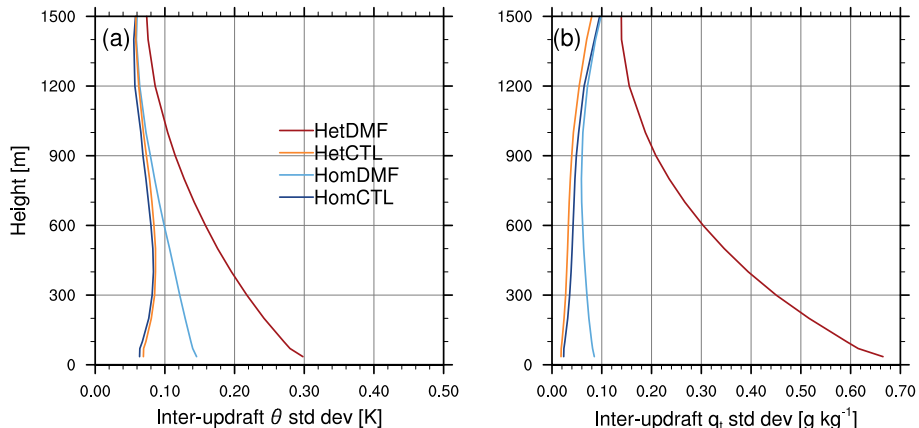 1500
1200
900
600
300
0
Height [m]
(a)
HetDMF
HetCTL
HomDMF
HomCTL
0.00 0.10 0.20 0.30 0.40 0.50
Inter-updraft θ std dev [K]
1500
1200
900
600
300
0
(b)
0.00 0.10 0.20 0.30 0.40 0.50 0.60 0.70
Inter-updraft qₜ std dev [g kg⁻¹]